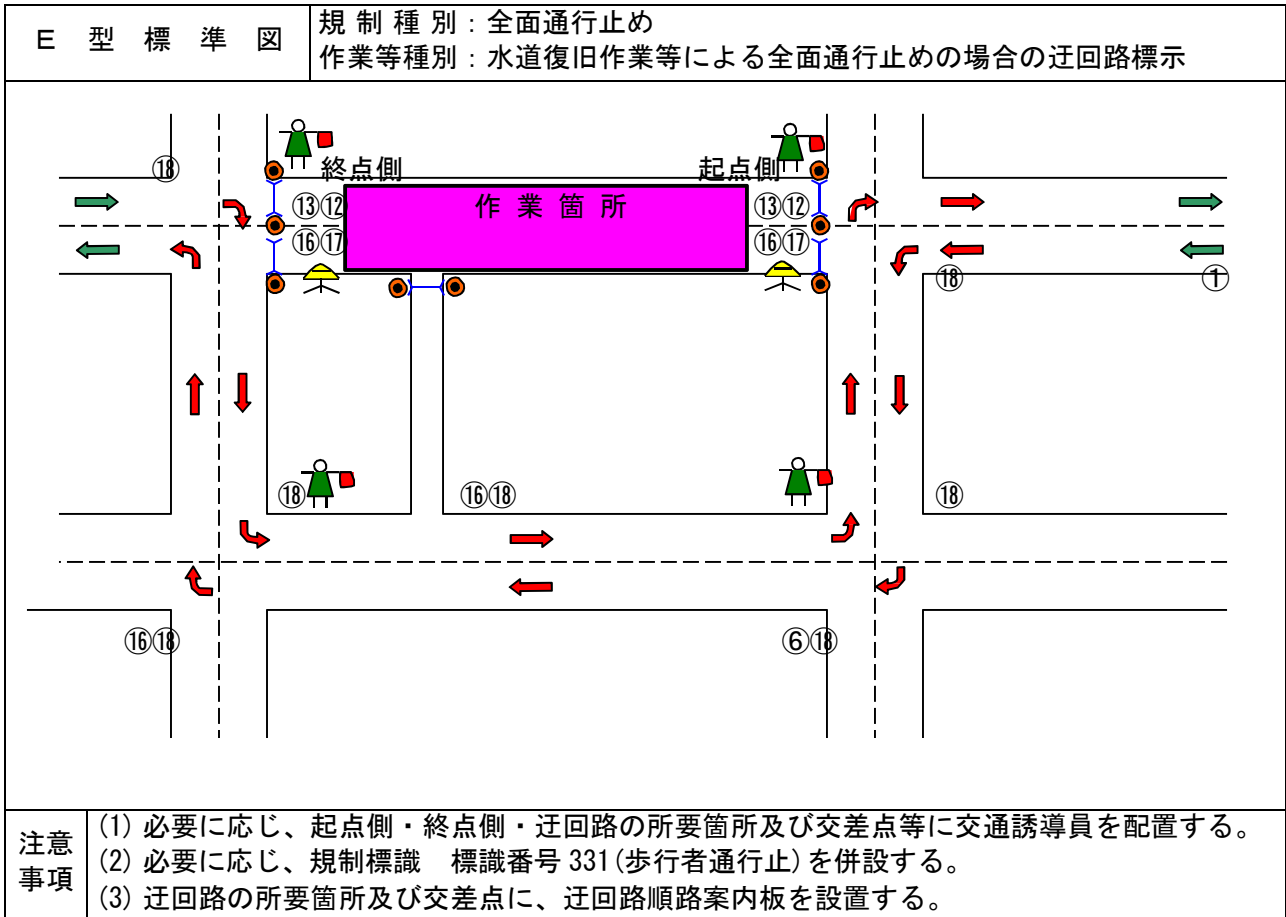 E 型 標 準 図
規 制 種 別：全面通行止め
作業等種別：水道復旧作業等による全面通行止めの場合の迂回路標示
⑱
終点側
起点側
⑬⑫
作 業 箇 所
⑬⑫
⑯⑰
⑯⑰
⑱
①
⑱
⑯⑱
⑱
⑯⑱
⑥⑱
注意
事項
(1) 必要に応じ、起点側・終点側・迂回路の所要箇所及び交差点等に交通誘導員を配置する。
(2) 必要に応じ、規制標識　標識番号 331(歩行者通行止)を併設する。
(3) 迂回路の所要箇所及び交差点に、迂回路順路案内板を設置する。